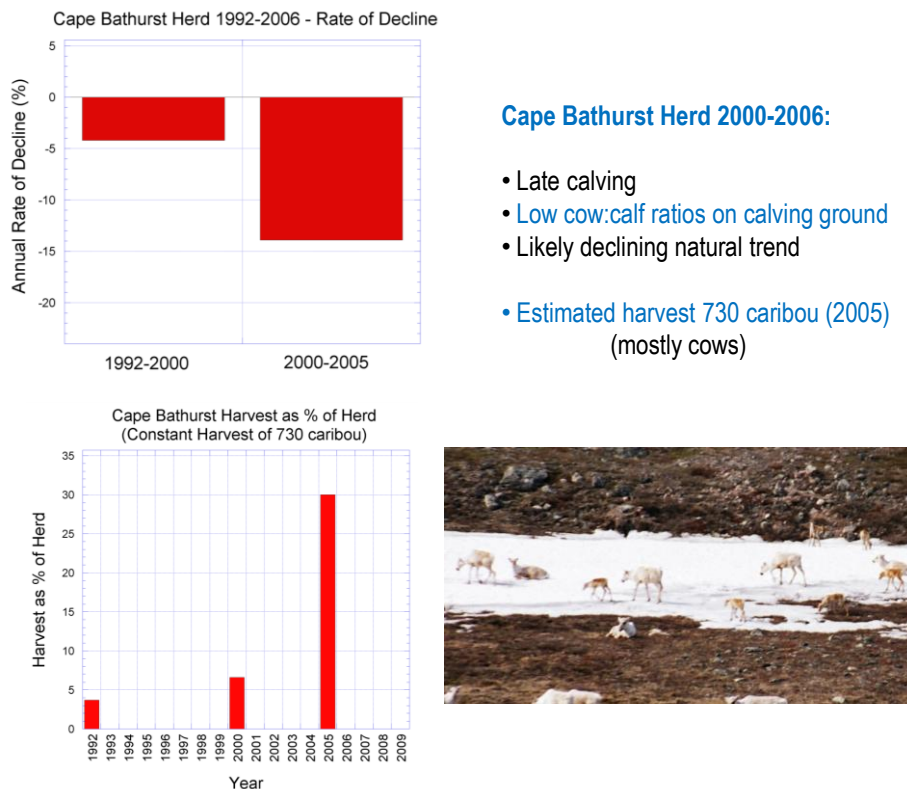 Cape Bathurst Herd 1992-2006 - Rate of Decline
Annual Rate of Decline (%)
5
0
-5
-10
-15
-20
1992-2000
2000-2005
Cape Bathurst Herd 2000-2006:
• Late calving
• Low cow:calf ratios on calving ground
• Likely declining natural trend
• Estimated harvest 730 caribou (2005)
(mostly cows)
Cape Bathurst Harvest as % of Herd
(Constant Harvest of 730 caribou)
Harvest as % of Herd
35
30
25
20
15
10
5
0
1992
1993
1994
1995
1996
1997
1998
1999
2000
2001
2002
2003
2004
2005
2006
2007
2008
2009
Year